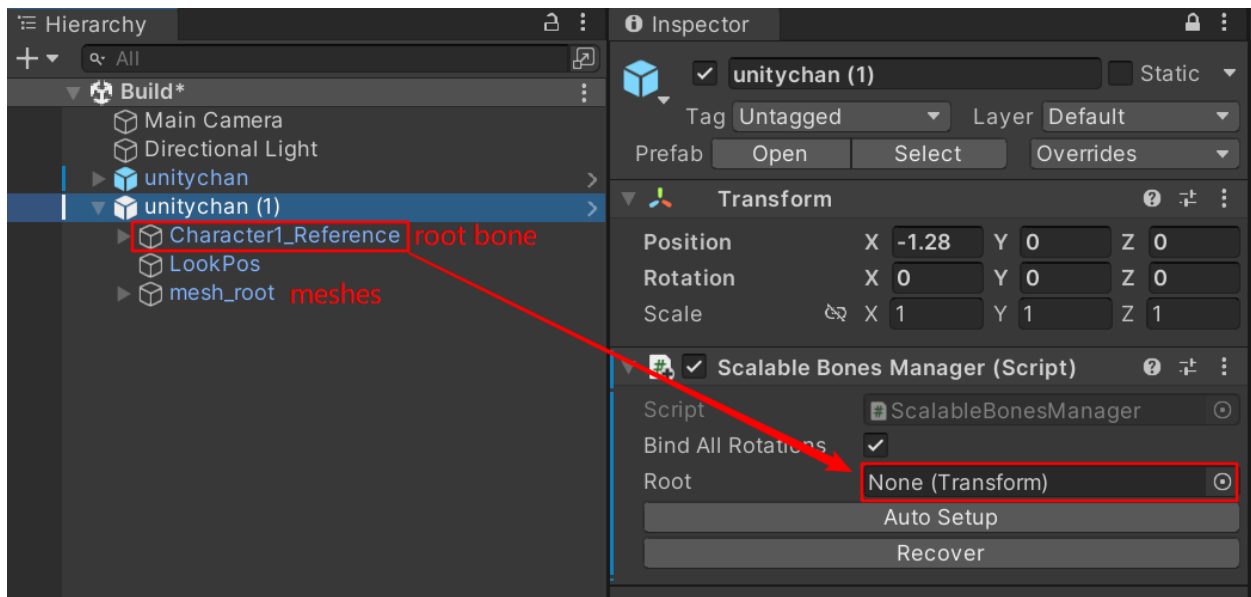 Hierarchy
All
Build*
Main Camera
Directional Light
unitychan
unitychan (1)
Character1_Reference root bone
LookPos
mesh_root meshes
Inspector
unitychan (1) Static
Tag Untagged Layer Default
Prefab Open Select Overrides
Transform
Position X -1.28 Y 0 Z 0
Rotation X 0 Y 0 Z 0
Scale X 1 Y 1 Z 1
Scalable Bones Manager (Script)
Script # ScalableBonesManager
Bind All Rotations
Root None (Transform)
Auto Setup
Recover